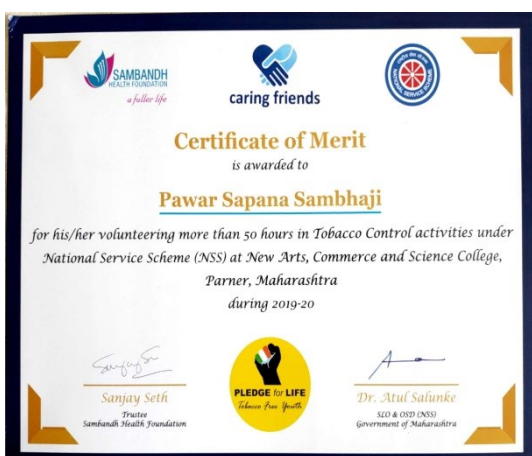 SAMBANDH
HEALTH FOUNDATION
a fuller life
caring friends
NATIONAL SERVICE SCHEME
Certificate of Merit
is awarded to
Pawar Sapana Sambhaji
for his/her volunteering more than 50 hours in Tobacco Control activities under
National Service Scheme (NSS) at New Arts, Commerce and Science College,
Parner, Maharashtra
during 2019-20
Sanjay Seth
Trustee
Sambandh Health Foundation
PLEDGE for LIFE
Tobacco Free Youth
Dr. Atul Salunke
SLO & OSD (NSS)
Government of Maharashtra